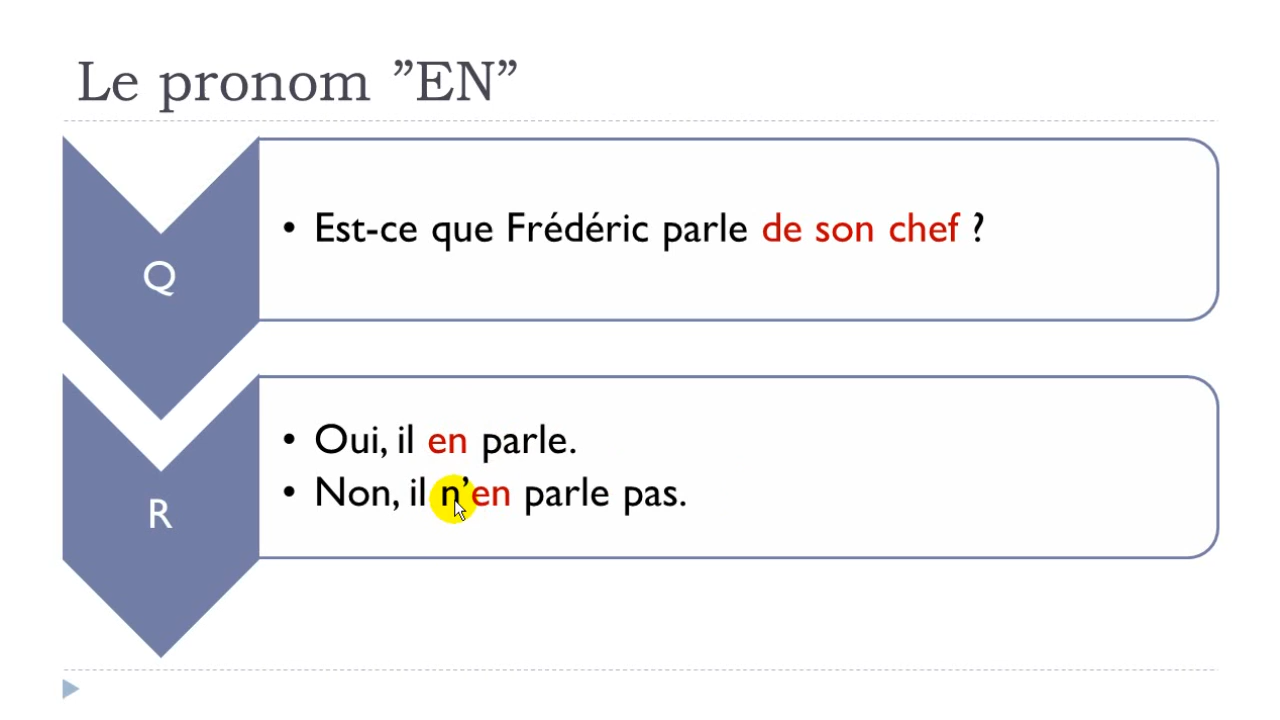 Le pronom ”EN”
Q
• Est-ce que Frédéric parle de son chef ?
R
• Oui, il en parle.
• Non, il n’en parle pas.